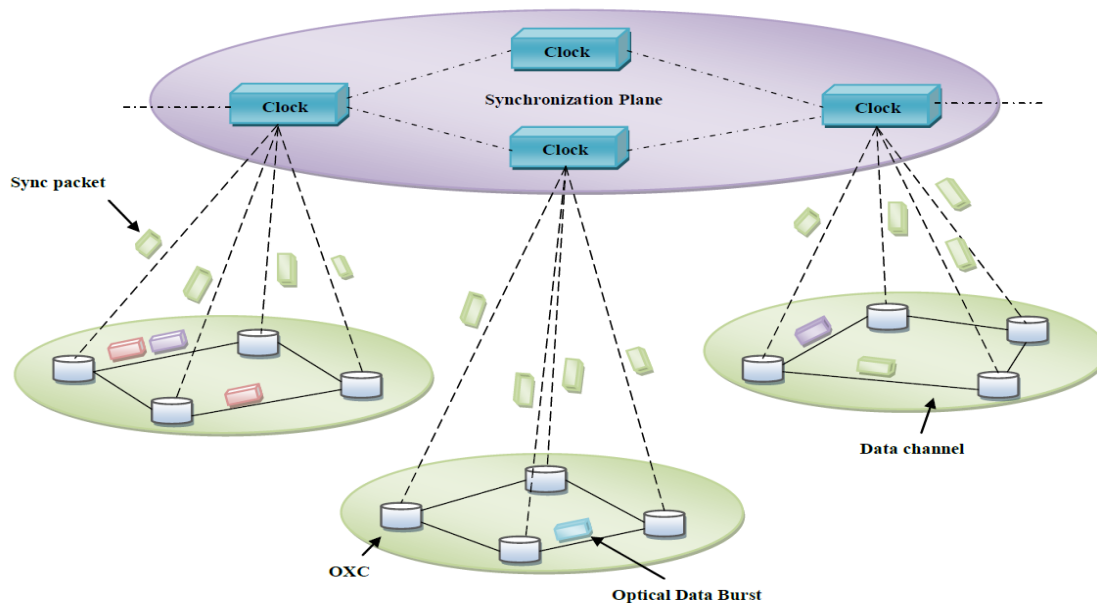 Clock
Clock
Synchronization Plane
Clock
Clock
Sync packet
Data channel
OXC
Optical Data Burst